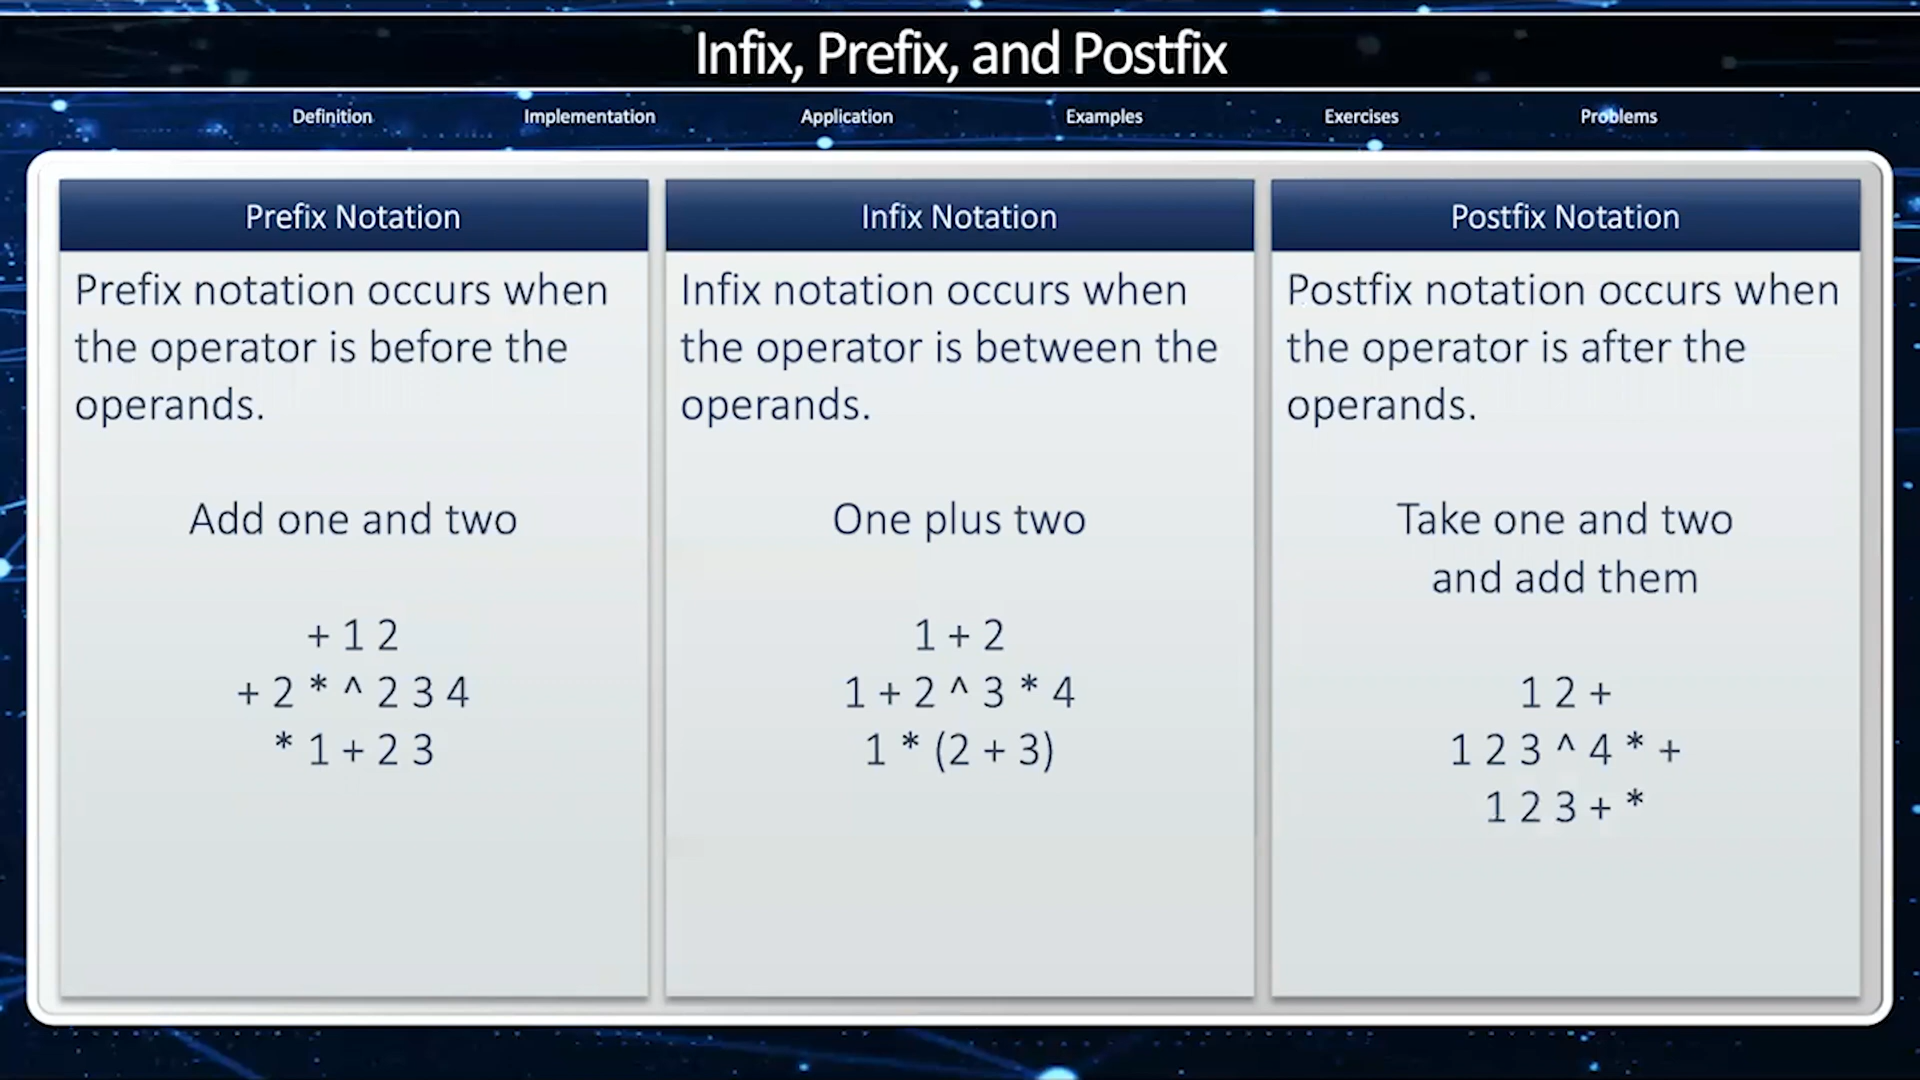 Infix, Prefix, and Postfix
Definition
Implementation
Application
Examples
Exercises
Problems
Prefix Notation
Prefix notation occurs when
the operator is before the
operands.
Add one and two
+ 1 2
+ 2 * ^ 2 3 4
* 1 + 2 3
Infix Notation
Infix notation occurs when
the operator is between the
operands.
One plus two
1 + 2
1 + 2 ^ 3 * 4
1 * (2 + 3)
Postfix Notation
Postfix notation occurs when
the operator is after the
operands.
Take one and two
and add them
1 2 +
1 2 3 ^ 4 * +
1 2 3 + *